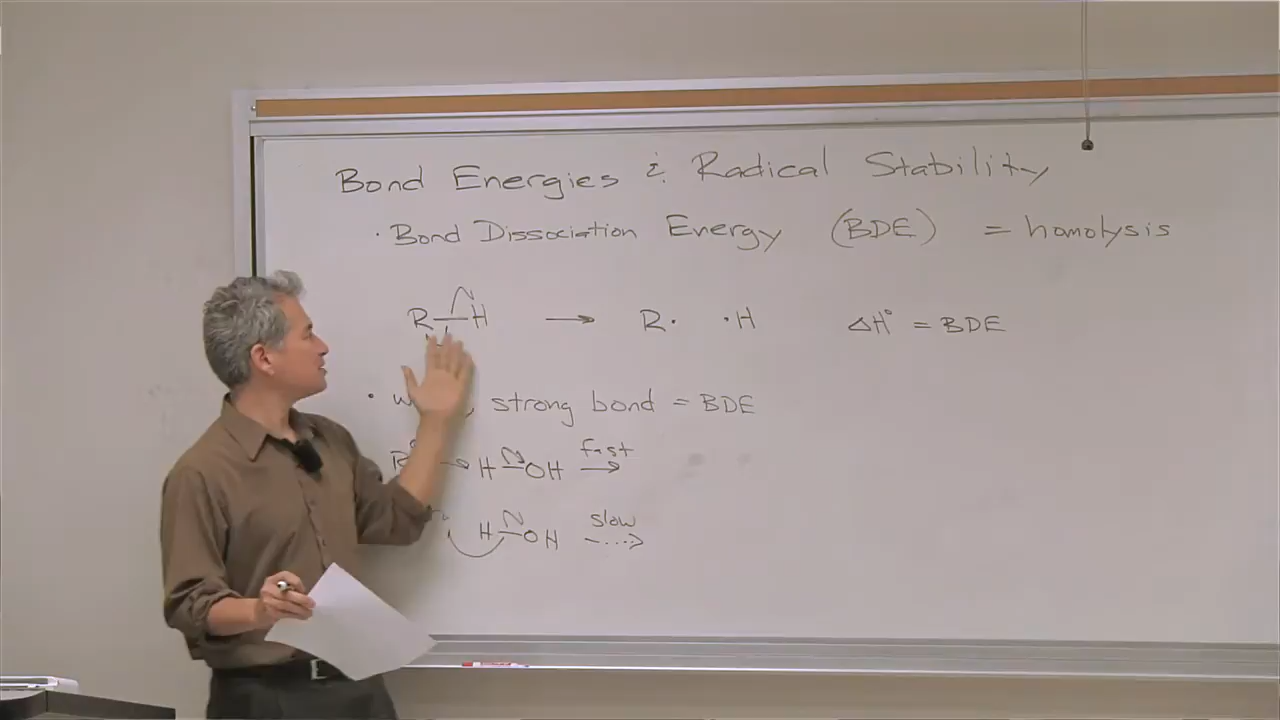 Bond Energies & Radical Stability
· Bond Dissociation Energy (BDE) = homolysis
R—H → R· ·H ΔH° = BDE
· strong bond = BDE
R H—OH fast →
H—OH slow ⇢